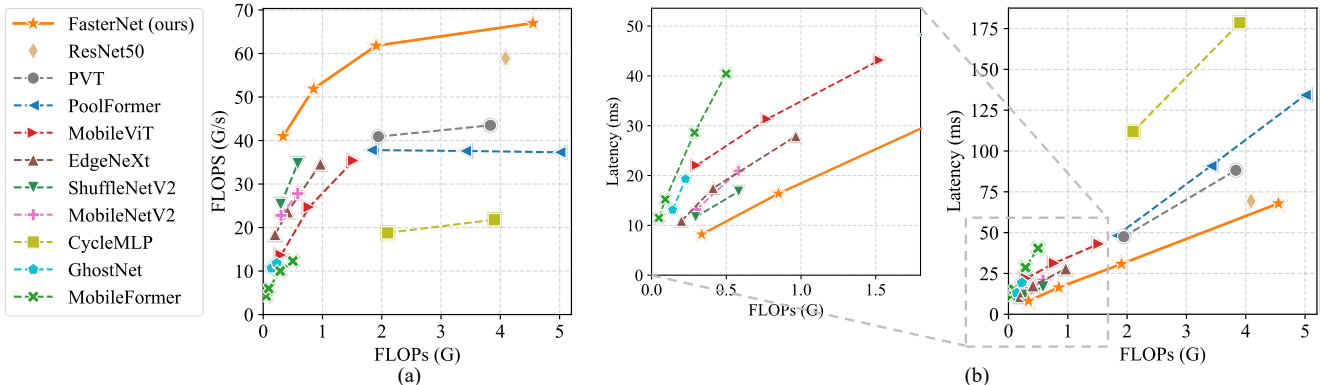 FasterNet (ours)
ResNet50
PVT
PoolFormer
MobileViT
EdgeNeXt
ShuffleNetV2
MobileNetV2
CycleMLP
GhostNet
MobileFormer
FLOPS (G/s)
70
60
50
40
30
20
10
0
0 1 2 3 4 5
FLOPs (G)
(a)
Latency (ms)
50
40
30
20
10
0
0.0 0.5 1.0 1.5
FLOPs (G)
Latency (ms)
175
150
125
100
75
50
25
0
0 1 2 3 4 5
FLOPs (G)
(b)